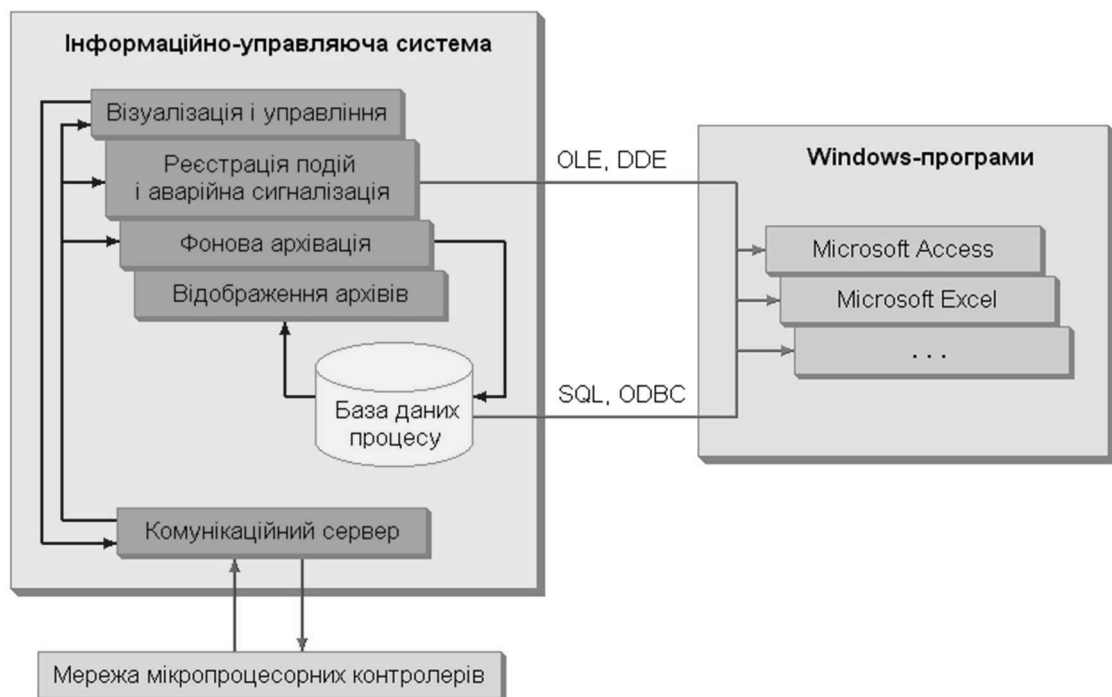 Інформаційно-управляюча система
Візуалізація і управління
Реєстрація подій
і аварійна сигналізація
Фонова архівація
Відображення архівів
База даних
процесу
Комунікаційний сервер
Мережа мікропроцесорних контролерів
OLE, DDE
SQL, ODBC
Windows-програми
Microsoft Access
Microsoft Excel
. . .